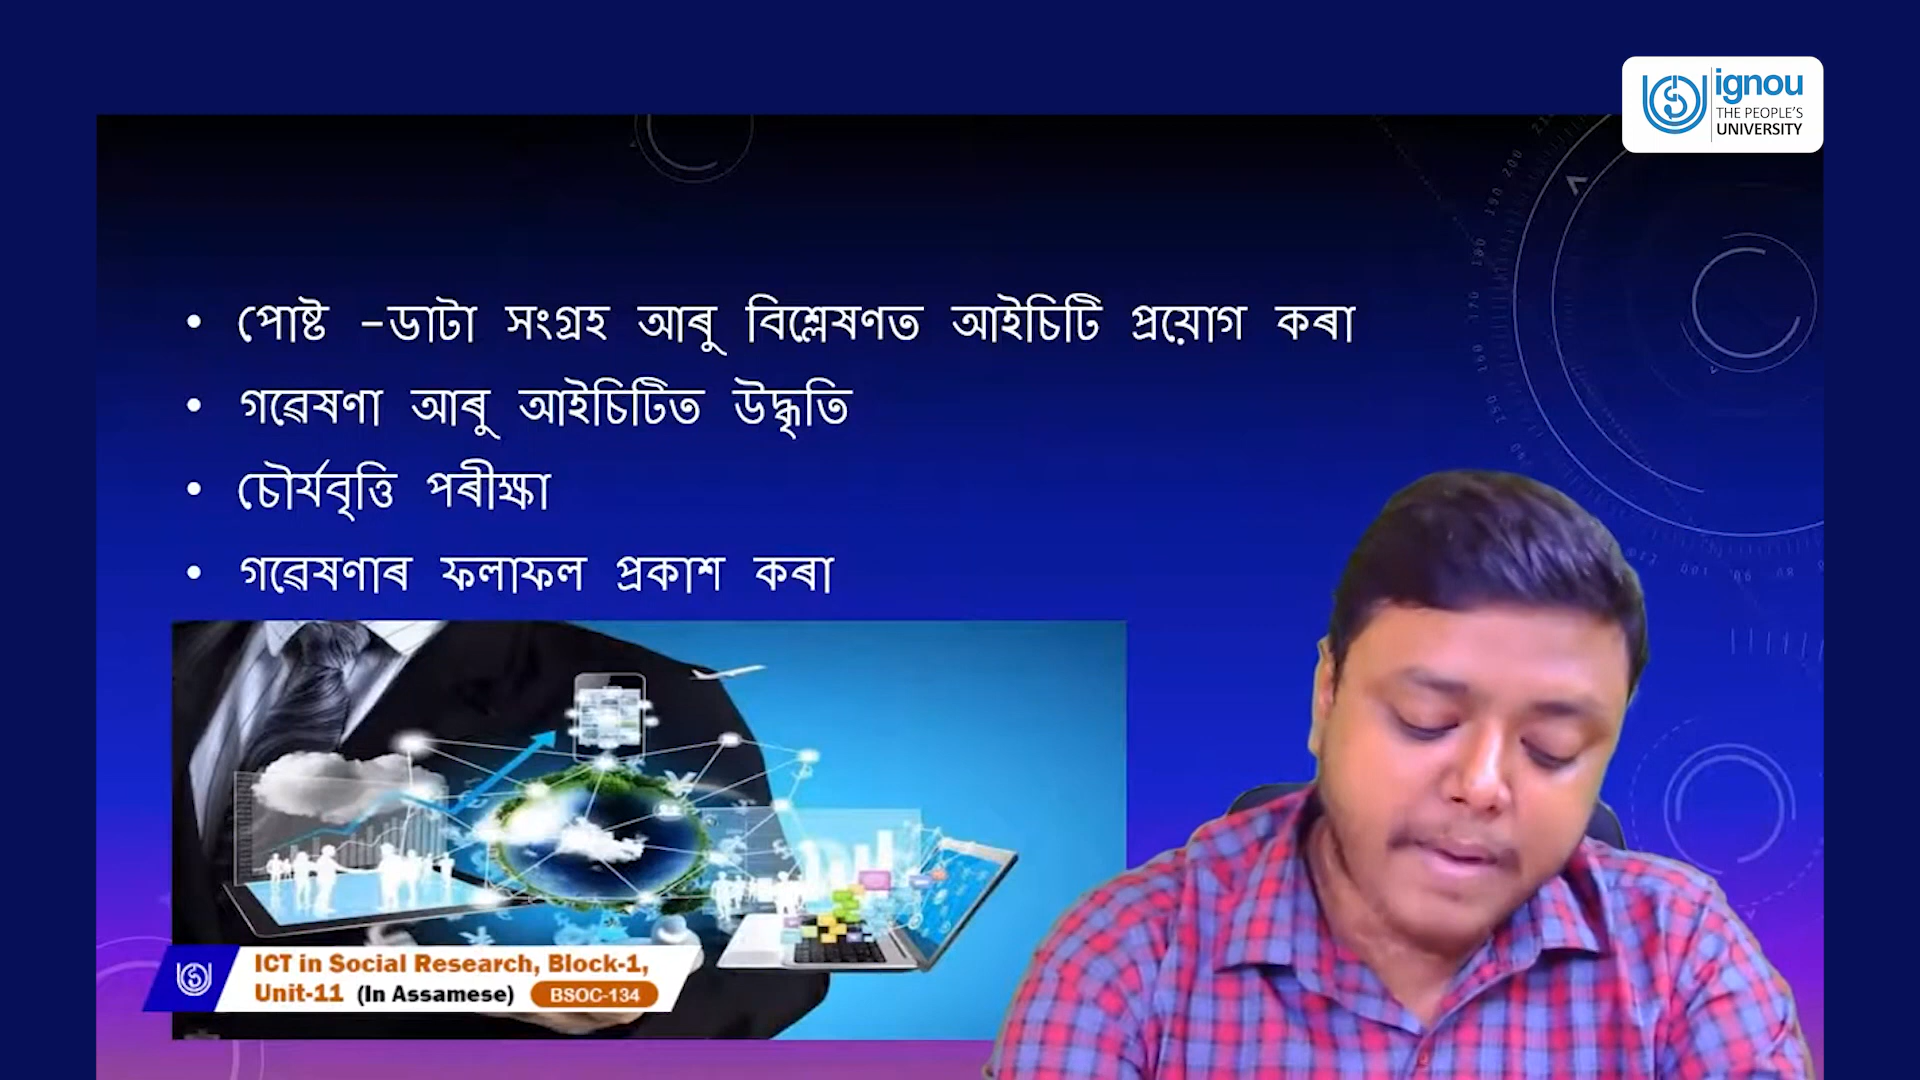 ignou
THE PEOPLE'S
UNIVERSITY
• পোষ্ট –ডাটা সংগ্ৰহ আৰু বিশ্লেষণত আইচিটি প্ৰয়োগ কৰা
• গৱেষণা আৰু আইচিটিত উদ্ধৃতি
• চৌৰ্যবৃত্তি পৰীক্ষা
• গৱেষণাৰ ফলাফল প্ৰকাশ কৰা
ICT in Social Research, Block-1,
Unit-11 (In Assamese) BSOC-134